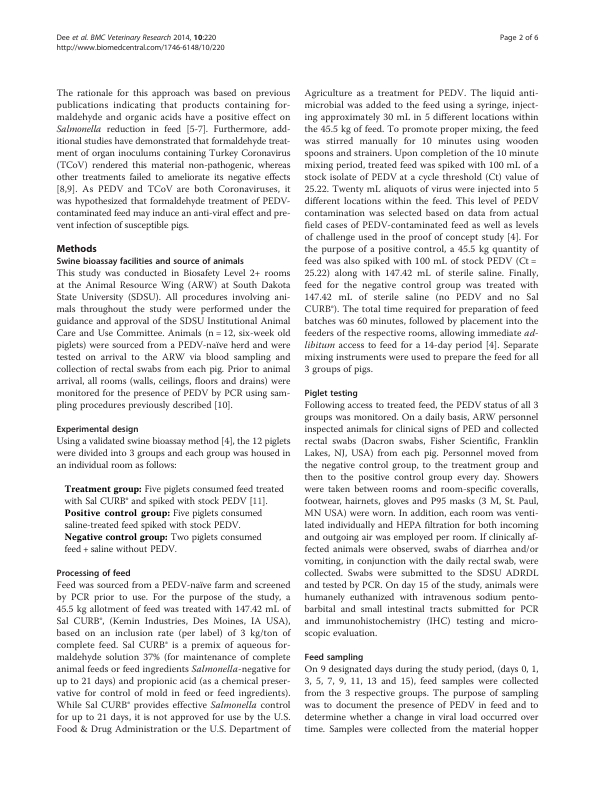 Dee et al. BMC Veterinary Research 2014, 10:220
http://www.biomedcentral.com/1746-6148/10/220
Page 2 of 6
The rationale for this approach was based on previous
publications indicating that products containing for-
maldehyde and organic acids have a positive effect on
Salmonella reduction in feed [5-7]. Furthermore, add-
itional studies have demonstrated that formaldehyde treat-
ment of organ inoculums containing Turkey Coronavirus
(TCoV) rendered this material non-pathogenic, whereas
other treatments failed to ameliorate its negative effects
[8,9]. As PEDV and TCoV are both Coronaviruses, it
was hypothesized that formaldehyde treatment of PEDV-
contaminated feed may induce an anti-viral effect and pre-
vent infection of susceptible pigs.
Methods
Swine bioassay facilities and source of animals
This study was conducted in Biosafety Level 2+ rooms
at the Animal Resource Wing (ARW) at South Dakota
State University (SDSU). All procedures involving ani-
mals throughout the study were performed under the
guidance and approval of the SDSU Institutional Animal
Care and Use Committee. Animals (n = 12, six-week old
piglets) were sourced from a PEDV-naïve herd and were
tested on arrival to the ARW via blood sampling and
collection of rectal swabs from each pig. Prior to animal
arrival, all rooms (walls, ceilings, floors and drains) were
monitored for the presence of PEDV by PCR using sam-
pling procedures previously described [10].
Experimental design
Using a validated swine bioassay method [4], the 12 piglets
were divided into 3 groups and each group was housed in
an individual room as follows:
Treatment group: Five piglets consumed feed treated
with Sal CURB® and spiked with stock PEDV [11].
Positive control group: Five piglets consumed
saline-treated feed spiked with stock PEDV.
Negative control group: Two piglets consumed
feed + saline without PEDV.
Processing of feed
Feed was sourced from a PEDV-naïve farm and screened
by PCR prior to use. For the purpose of the study, a
45.5 kg allotment of feed was treated with 147.42 mL of
Sal CURB®, (Kemin Industries, Des Moines, IA USA),
based on an inclusion rate (per label) of 3 kg/ton of
complete feed. Sal CURB® is a premix of aqueous for-
maldehyde solution 37% (for maintenance of complete
animal feeds or feed ingredients Salmonella-negative for
up to 21 days) and propionic acid (as a chemical preser-
vative for control of mold in feed or feed ingredients).
While Sal CURB® provides effective Salmonella control
for up to 21 days, it is not approved for use by the U.S.
Food & Drug Administration or the U.S. Department of
Agriculture as a treatment for PEDV. The liquid anti-
microbial was added to the feed using a syringe, inject-
ing approximately 30 mL in 5 different locations within
the 45.5 kg of feed. To promote proper mixing, the feed
was stirred manually for 10 minutes using wooden
spoons and strainers. Upon completion of the 10 minute
mixing period, treated feed was spiked with 100 mL of a
stock isolate of PEDV at a cycle threshold (Ct) value of
25.22. Twenty mL aliquots of virus were injected into 5
different locations within the feed. This level of PEDV
contamination was selected based on data from actual
field cases of PEDV-contaminated feed as well as levels
of challenge used in the proof of concept study [4]. For
the purpose of a positive control, a 45.5 kg quantity of
feed was also spiked with 100 mL of stock PEDV (Ct =
25.22) along with 147.42 mL of sterile saline. Finally,
feed for the negative control group was treated with
147.42 mL of sterile saline (no PEDV and no Sal
CURB®). The total time required for preparation of feed
batches was 60 minutes, followed by placement into the
feeders of the respective rooms, allowing immediate ad-
libitum access to feed for a 14-day period [4]. Separate
mixing instruments were used to prepare the feed for all
3 groups of pigs.
Piglet testing
Following access to treated feed, the PEDV status of all 3
groups was monitored. On a daily basis, ARW personnel
inspected animals for clinical signs of PED and collected
rectal swabs (Dacron swabs, Fisher Scientific, Franklin
Lakes, NJ, USA) from each pig. Personnel moved from
the negative control group, to the treatment group and
then to the positive control group every day. Showers
were taken between rooms and room-specific coveralls,
footwear, hairnets, gloves and P95 masks (3 M, St. Paul,
MN USA) were worn. In addition, each room was venti-
lated individually and HEPA filtration for both incoming
and outgoing air was employed per room. If clinically af-
fected animals were observed, swabs of diarrhea and/or
vomiting, in conjunction with the daily rectal swab, were
collected. Swabs were submitted to the SDSU ADRDL
and tested by PCR. On day 15 of the study, animals were
humanely euthanized with intravenous sodium pento-
barbital and small intestinal tracts submitted for PCR
and immunohistochemistry (IHC) testing and micro-
scopic evaluation.
Feed sampling
On 9 designated days during the study period, (days 0, 1,
3, 5, 7, 9, 11, 13 and 15), feed samples were collected
from the 3 respective groups. The purpose of sampling
was to document the presence of PEDV in feed and to
determine whether a change in viral load occurred over
time. Samples were collected from the material hopper